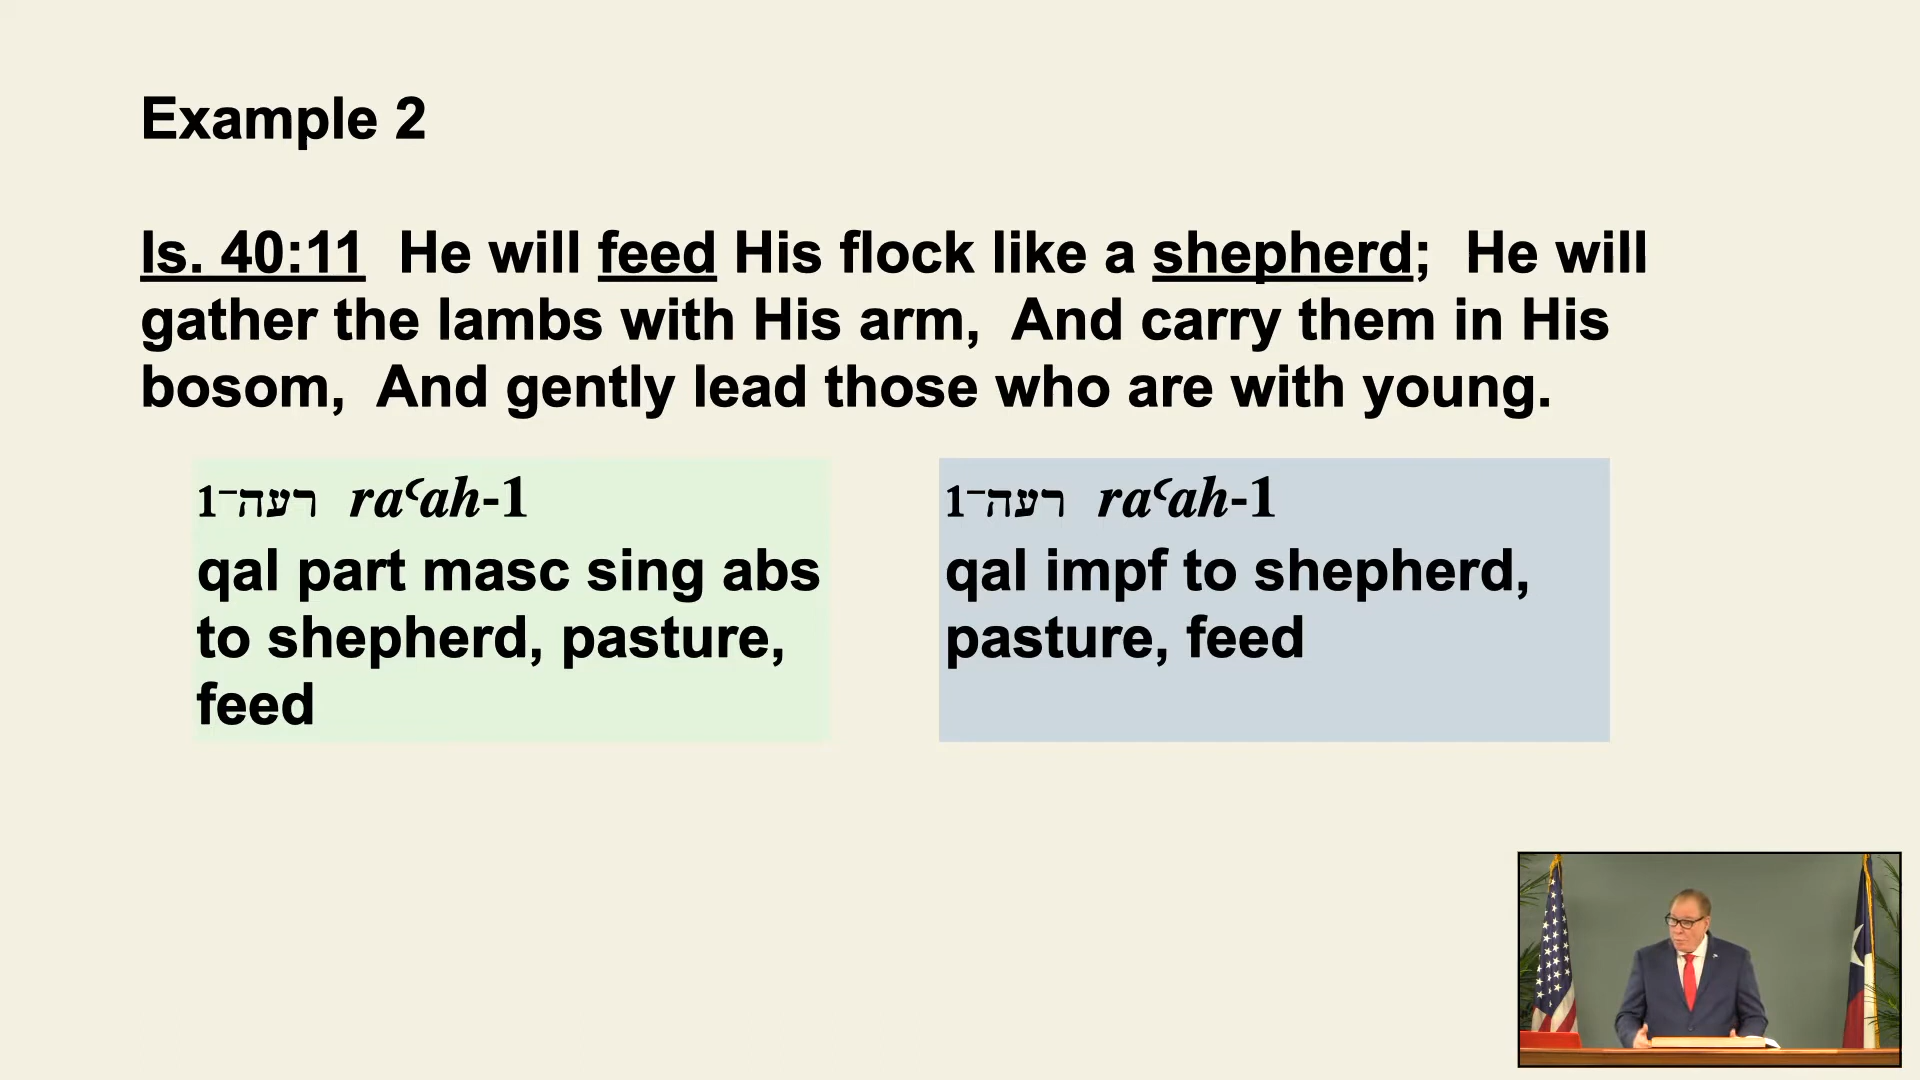 Example 2
Is. 40:11  He will feed His flock like a shepherd;  He will
gather the lambs with His arm,  And carry them in His
bosom,  And gently lead those who are with young.
רעה־1  raʿah-1
qal part masc sing abs
to shepherd, pasture,
feed
רעה־1  raʿah-1
qal impf to shepherd,
pasture, feed